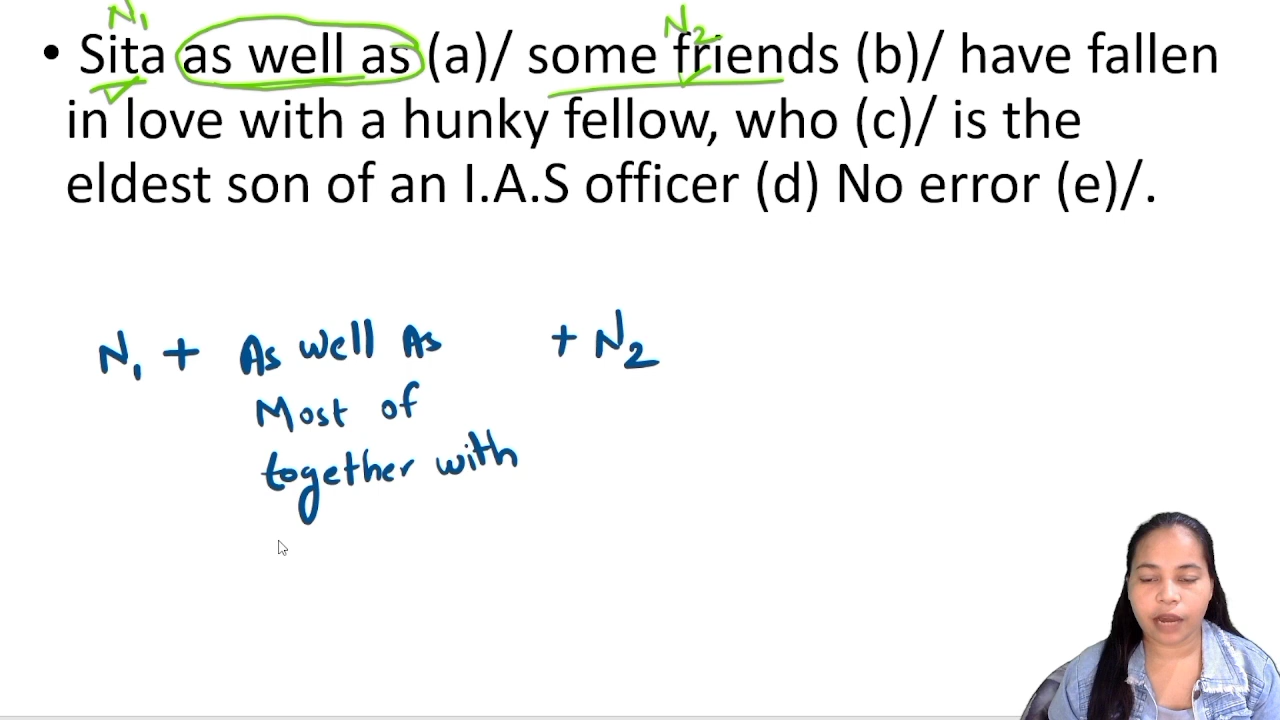 N1 N2
• Sita as well as (a)/ some friends (b)/ have fallen
in love with a hunky fellow, who (c)/ is the
eldest son of an I.A.S officer (d) No error (e)/.
N1 + As well As + N2
Most of
together with